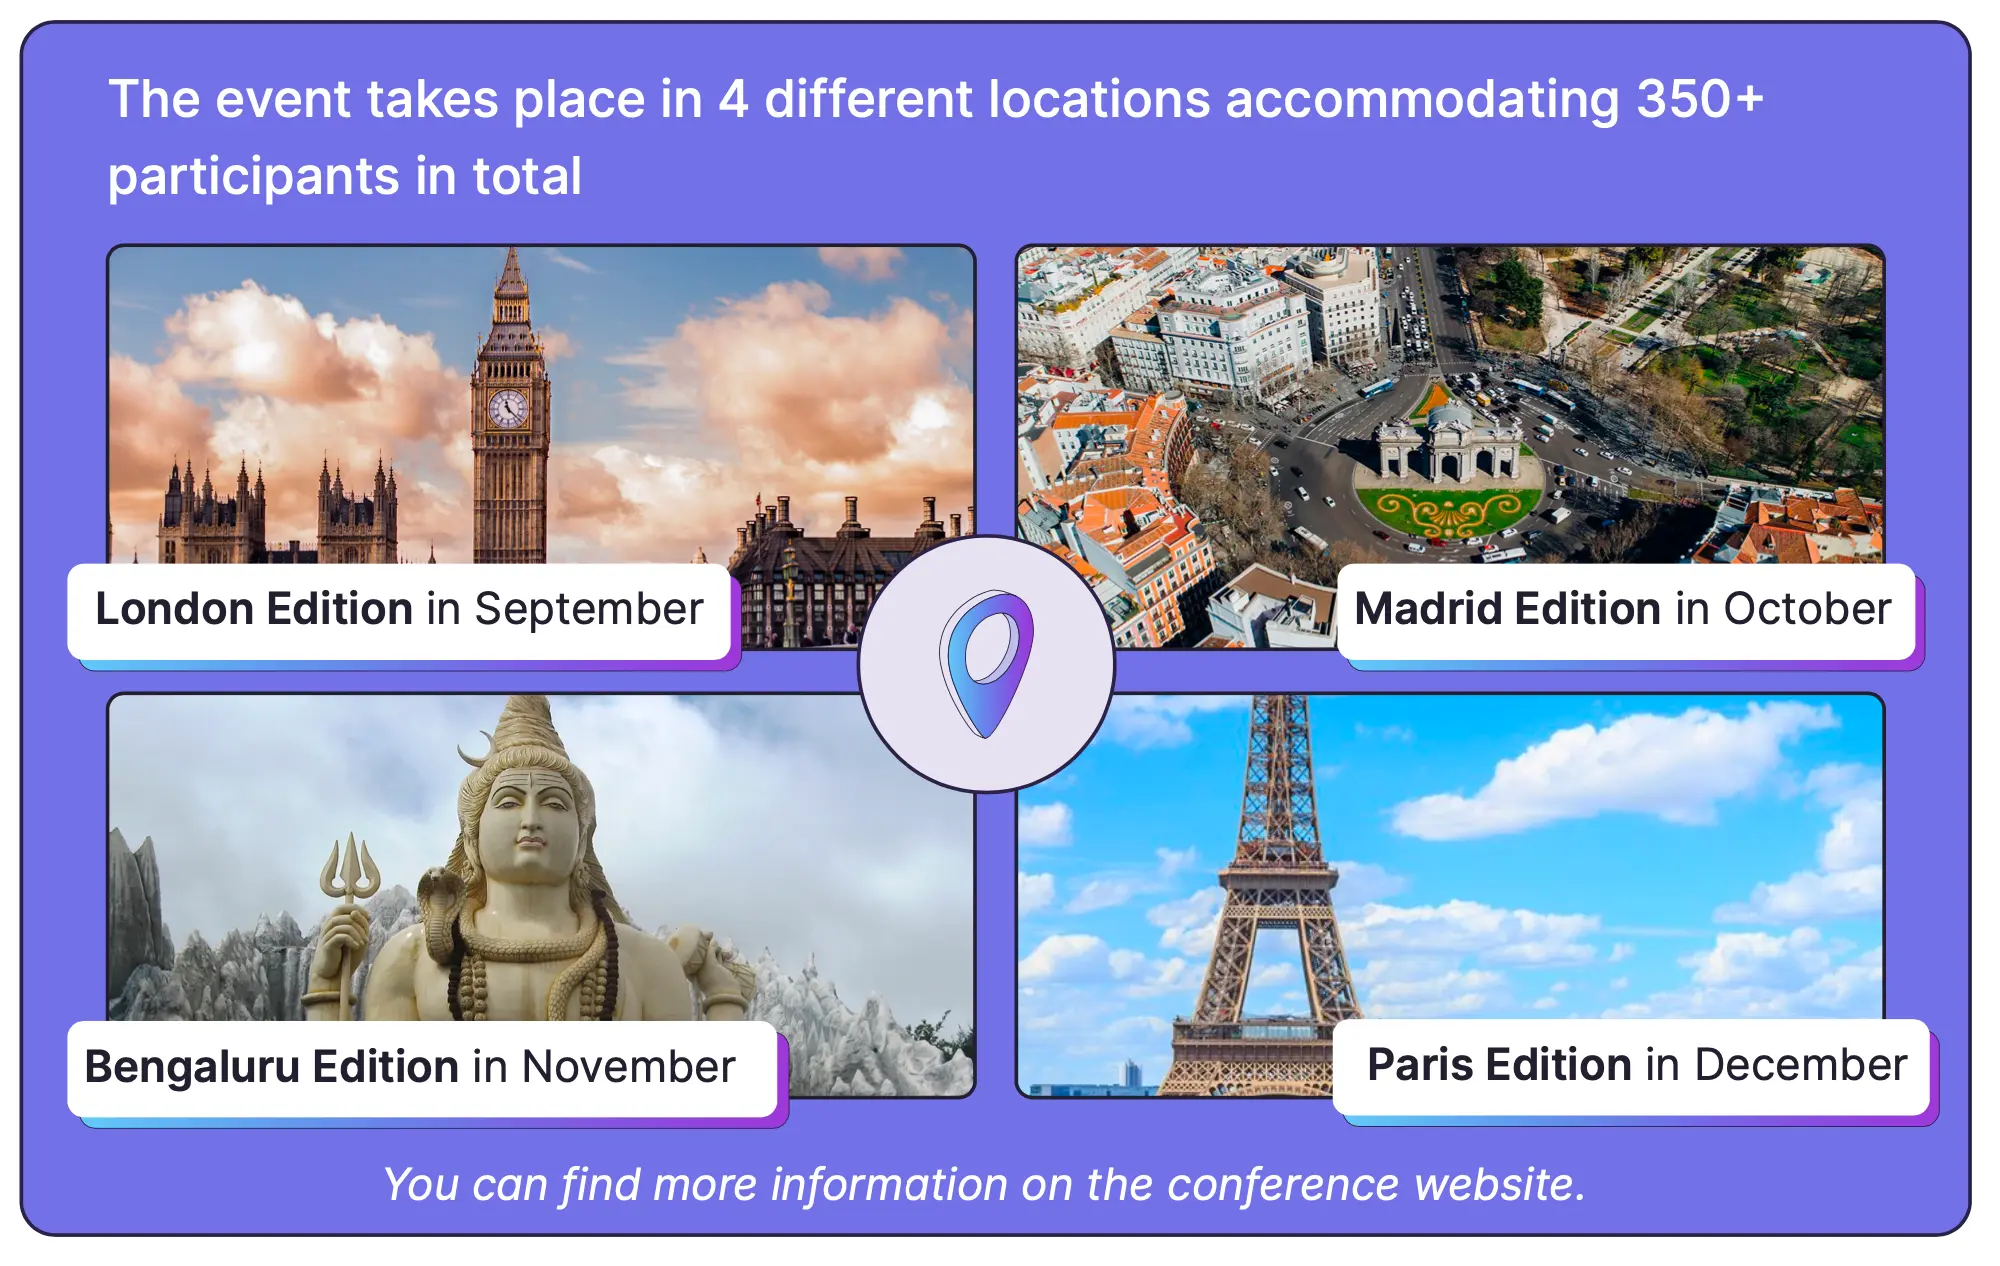 The event takes place in 4 different locations accommodating 350+
participants in total
London Edition in September
Madrid Edition in October
Bengaluru Edition in November
Paris Edition in December
You can find more information on the conference website.